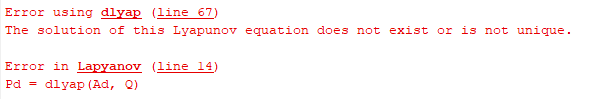 Error using dlyap (line 67)
The solution of this Lyapunov equation does not exist or is not unique.
Error in Lapyanov (line 14)
Pd = dlyap(Ad, Q)